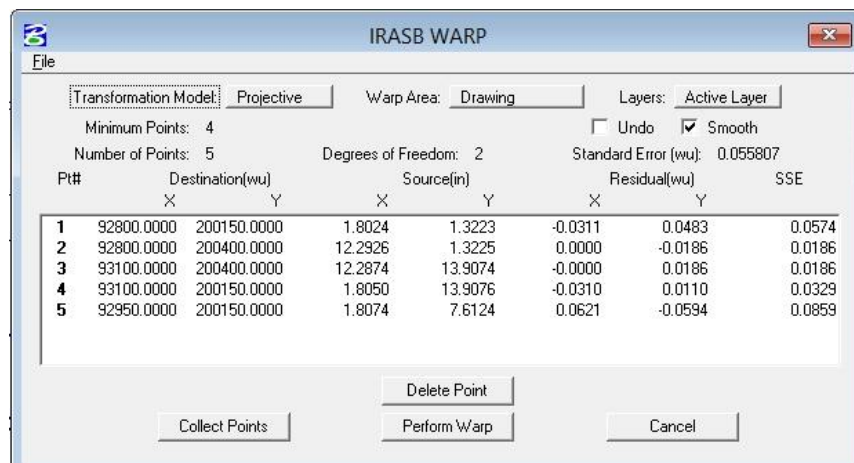 IRASB WARP
File
Transformation Model: Projective Warp Area: Drawing Layers: Active Layer
Minimum Points: 4 Undo Smooth
Number of Points: 5 Degrees of Freedom: 2 Standard Error (wu): 0.055807
Pt# Destination(wu) Source(in) Residual(wu) SSE
X Y X Y X Y
1 92800.0000 200150.0000 1.8024 1.3223 -0.0311 0.0483 0.0574
2 92800.0000 200400.0000 12.2926 1.3225 0.0000 -0.0186 0.0186
3 93100.0000 200400.0000 12.2874 13.9074 -0.0000 0.0186 0.0186
4 93100.0000 200150.0000 1.8050 13.9076 -0.0310 0.0110 0.0329
5 92950.0000 200150.0000 1.8074 7.6124 0.0621 -0.0594 0.0859
Delete Point
Collect Points Perform Warp Cancel